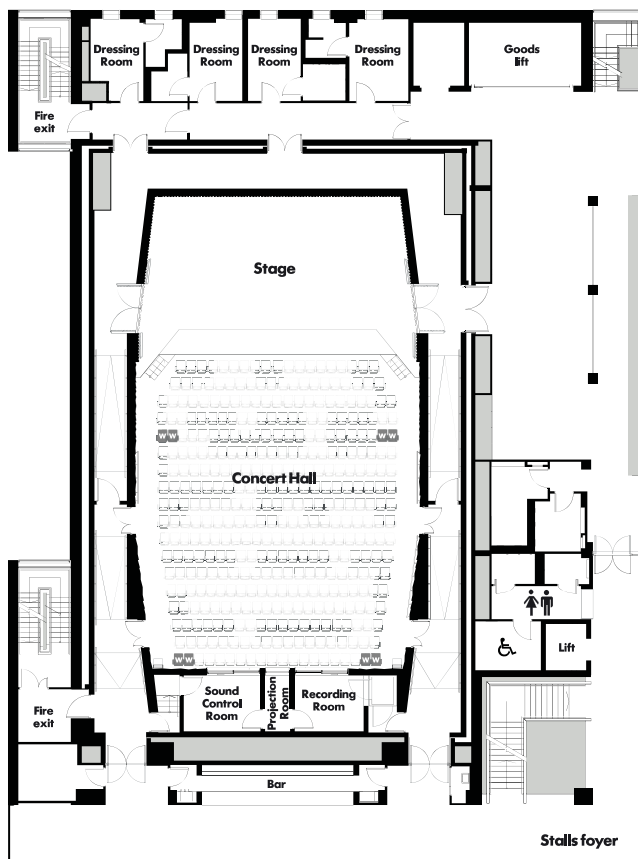 Dressing
Room
Dressing
Room
Dressing
Room
Dressing
Room
Goods
lift
Fire
exit
Stage
W W
W W
Concert Hall
Lift
W W
W W
Sound
Control
Room
Projection
Room
Recording
Room
Fire
exit
Bar
Stalls foyer